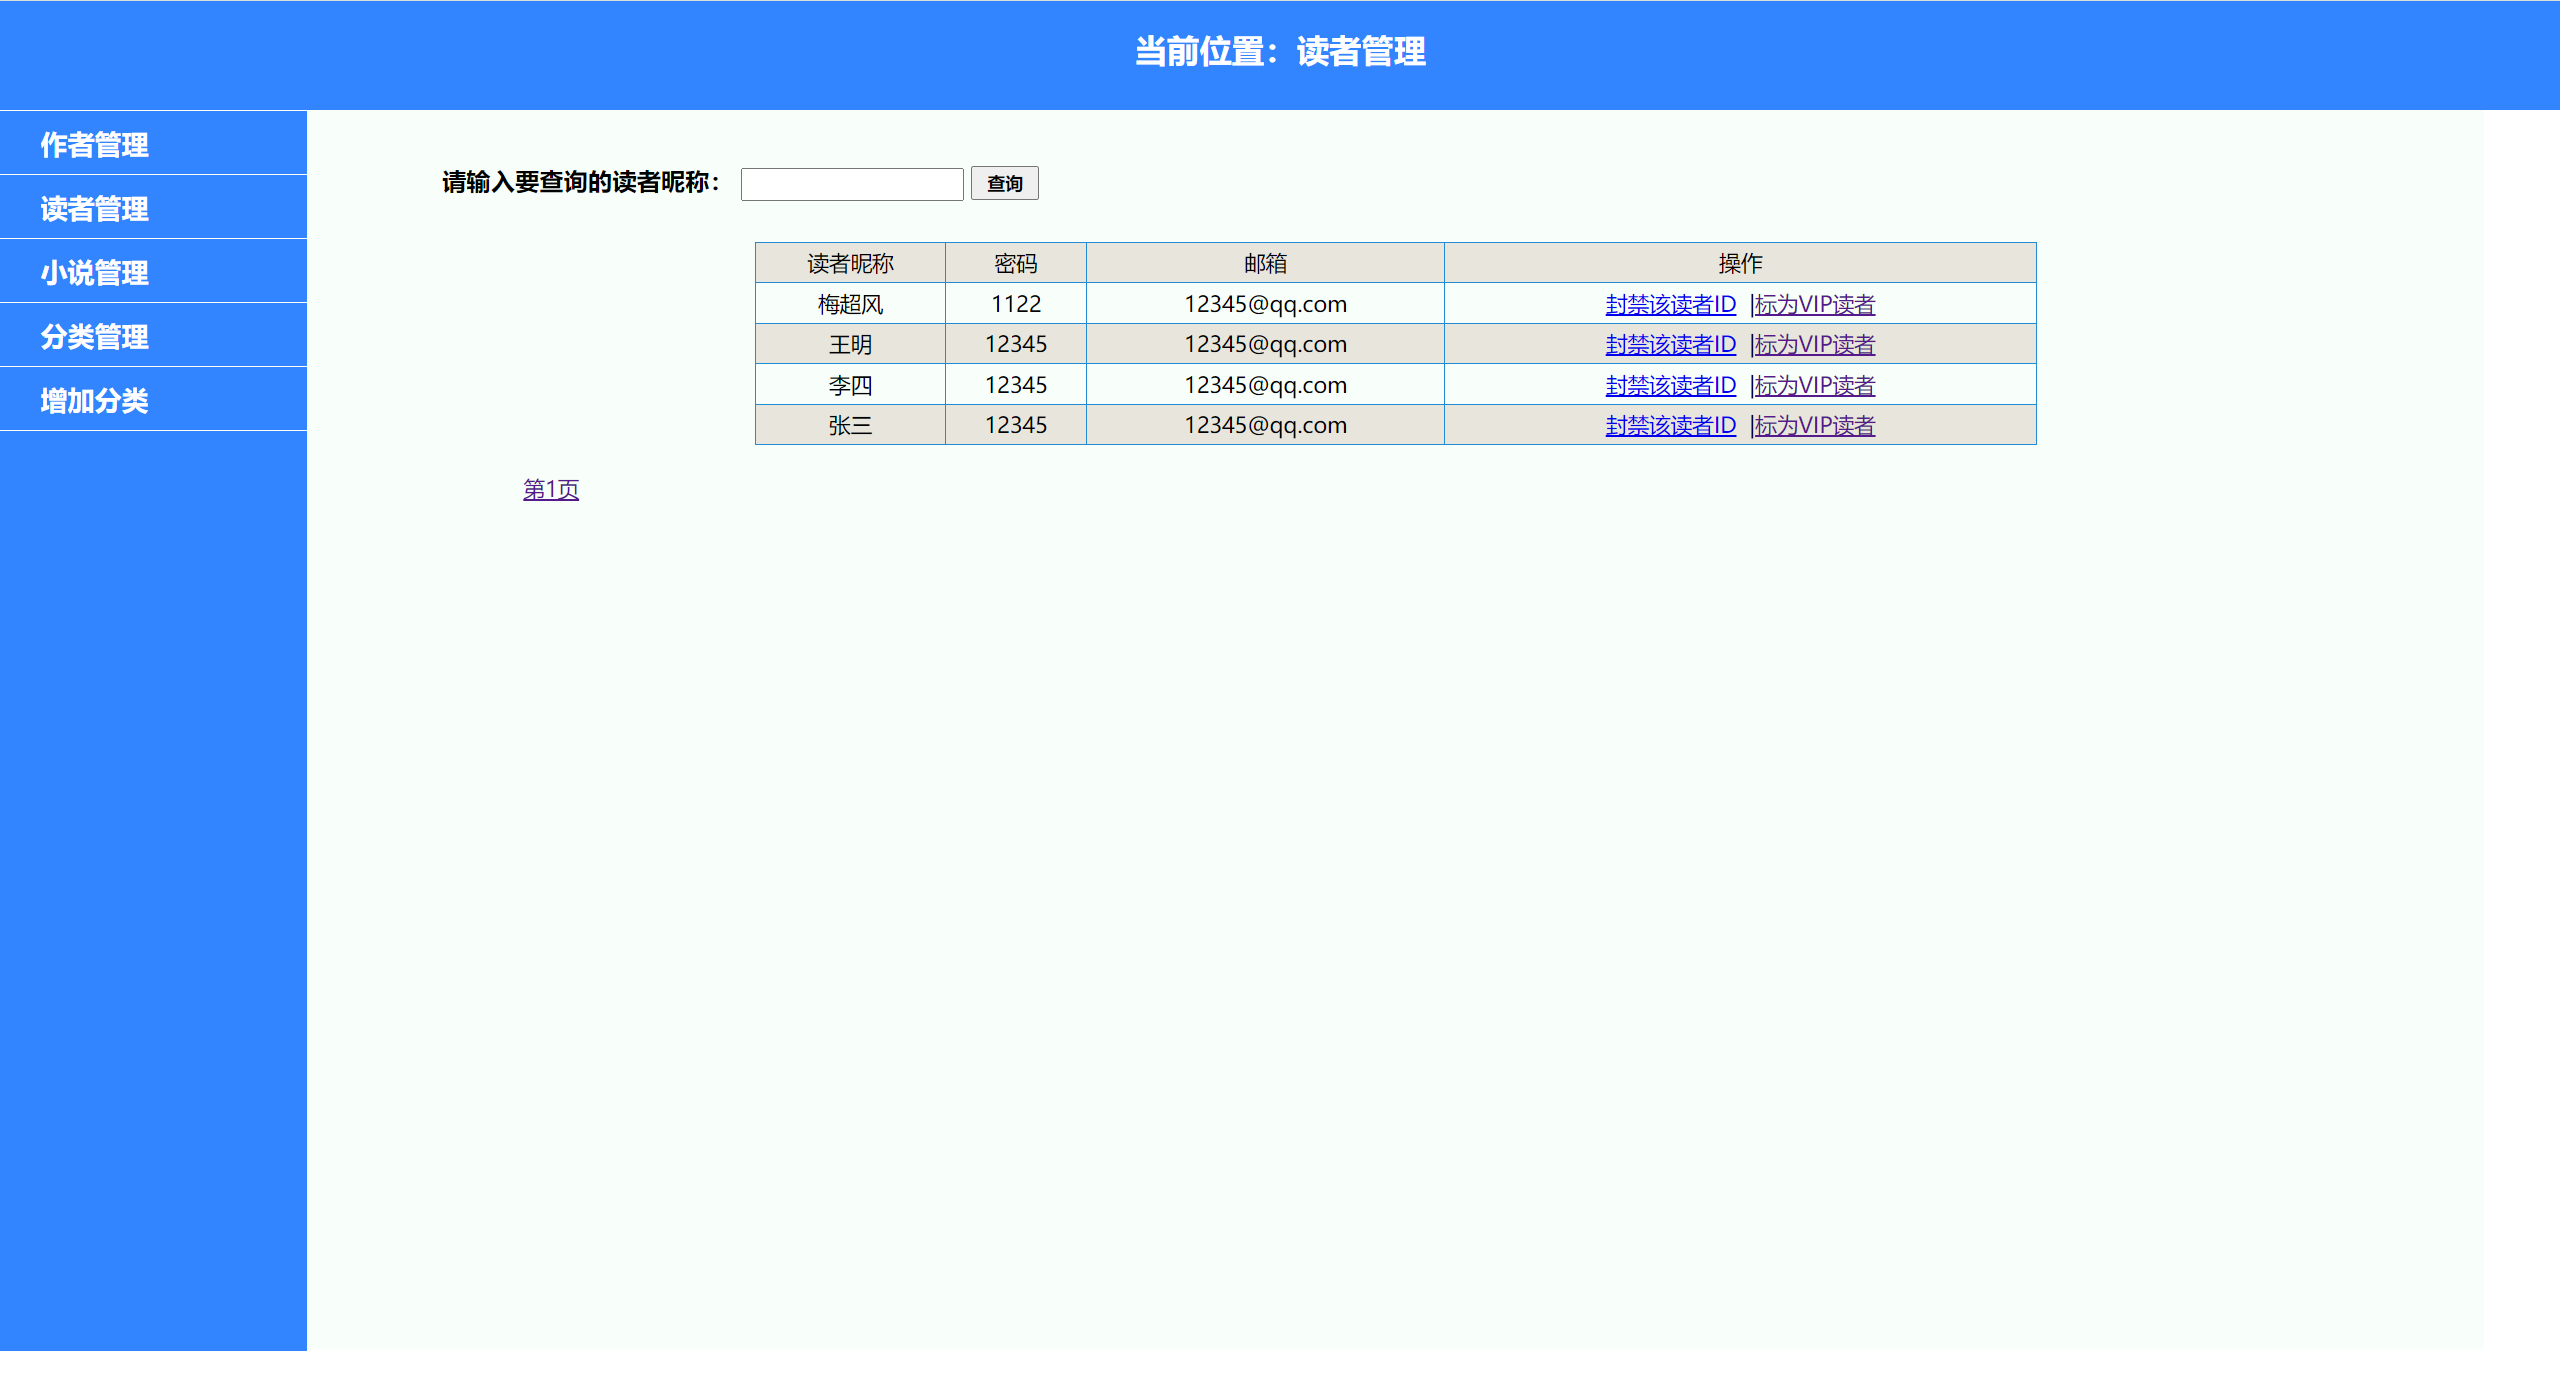 当前位置：读者管理
作者管理
读者管理
小说管理
分类管理
增加分类
请输入要查询的读者昵称： 查询
读者昵称 密码 邮箱 操作
梅超风 1122 12345@qq.com 封禁该读者ID |标为VIP读者
王明 12345 12345@qq.com 封禁该读者ID |标为VIP读者
李四 12345 12345@qq.com 封禁该读者ID |标为VIP读者
张三 12345 12345@qq.com 封禁该读者ID |标为VIP读者
第1页